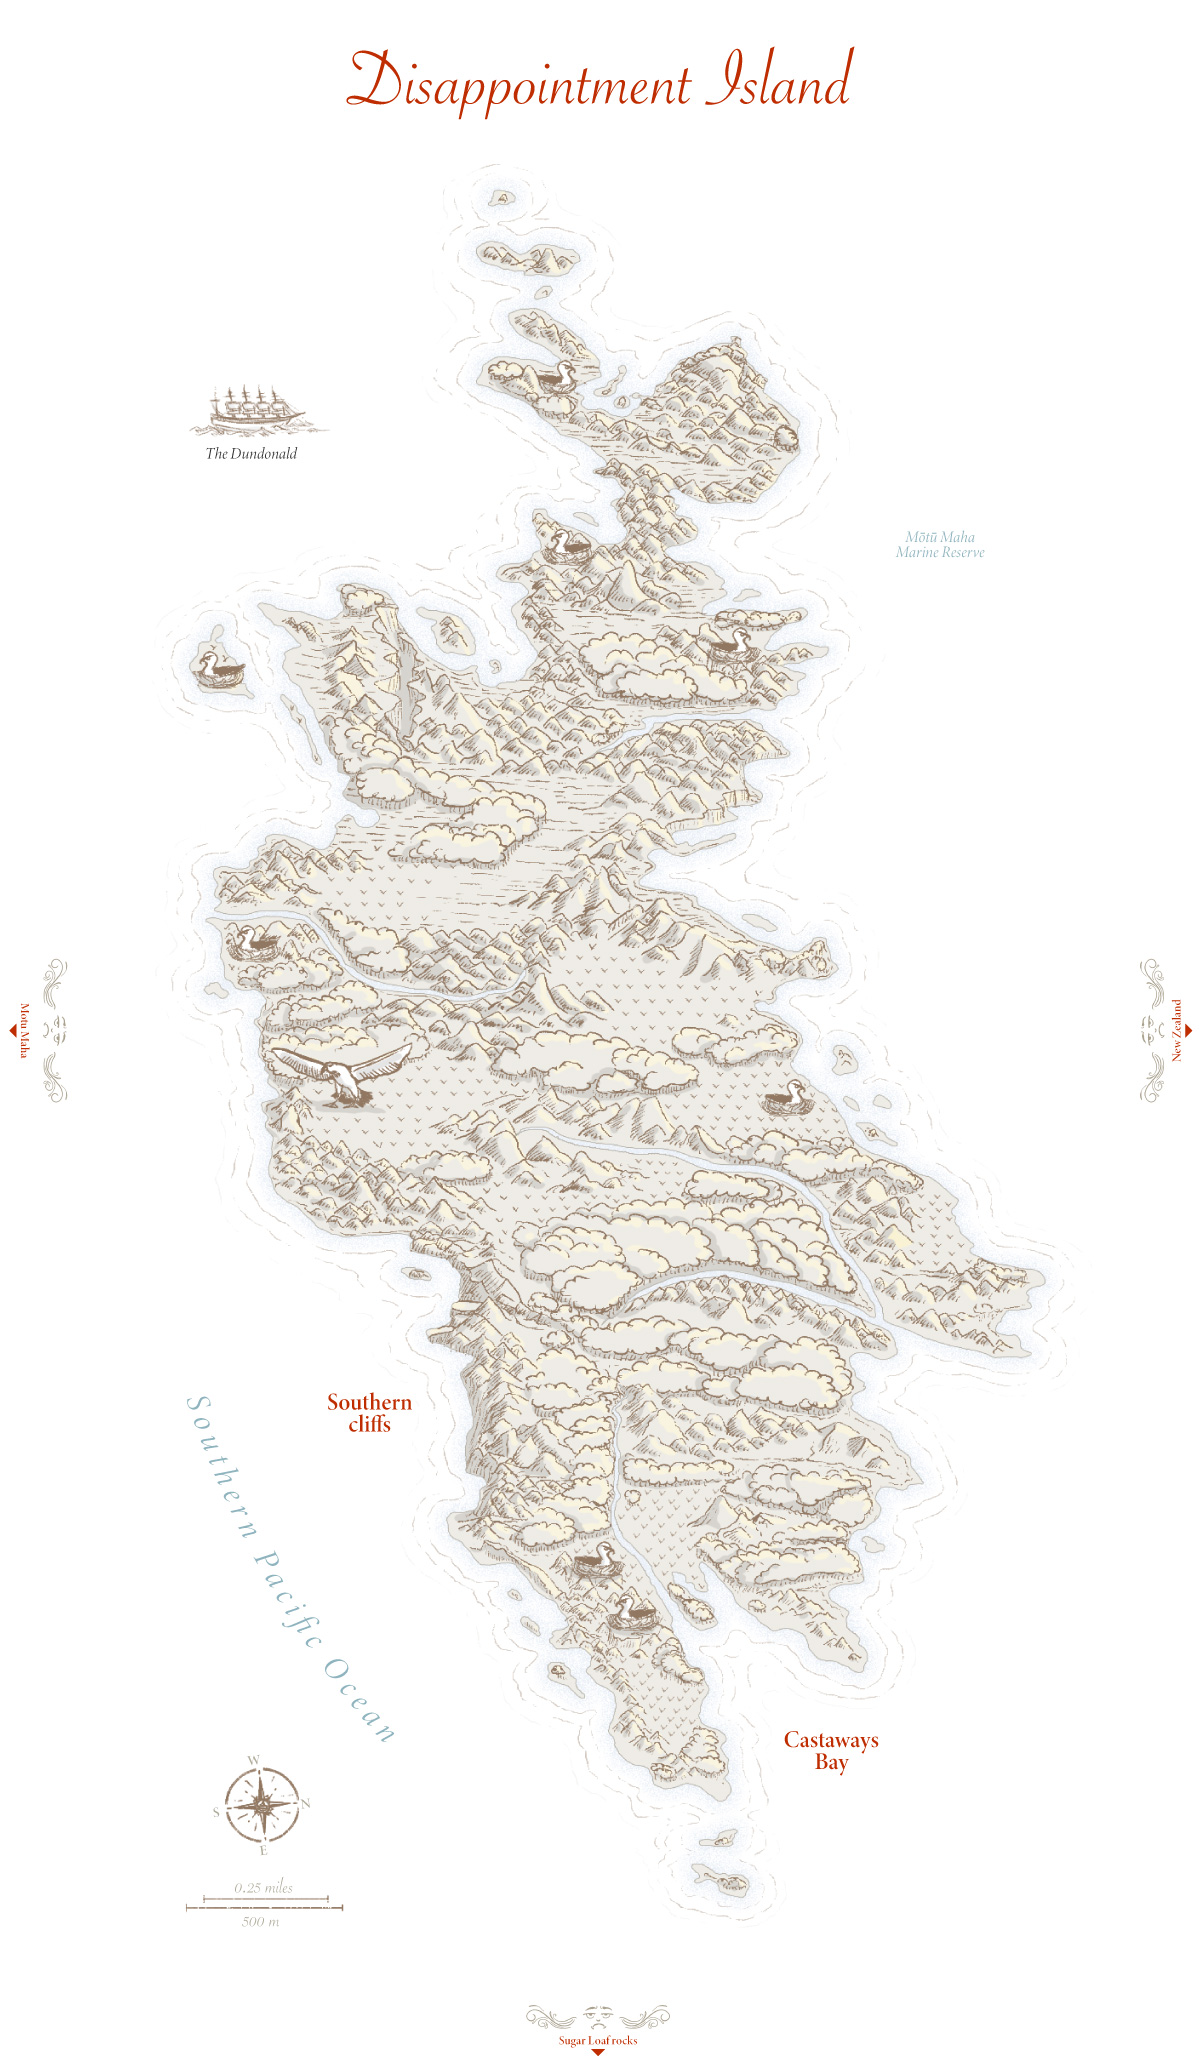 Disappointment Island
The Dundonald
Mōtū Maha
Marine Reserve
Motu Maha
New Zealand
Southern
cliffs
Southern Pacific Ocean
Castaways
Bay
W
S
N
E
0.25 miles
500 m
Sugar Loaf rocks